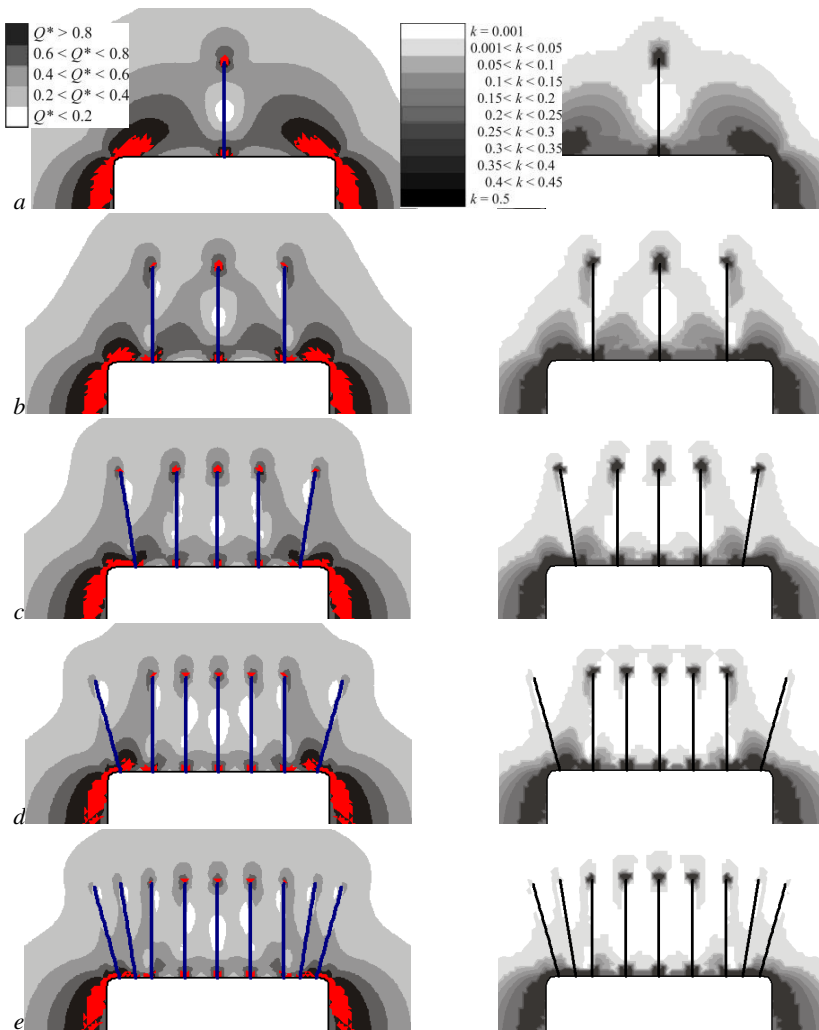 Q* > 0.8
0.6 < Q* < 0.8
0.4 < Q* < 0.6
0.2 < Q* < 0.4
Q* < 0.2
k = 0.001
0.001< k < 0.05
0.05< k < 0.1
0.1< k < 0.15
0.15< k < 0.2
0.2< k < 0.25
0.25< k < 0.3
0.3< k < 0.35
0.35< k < 0.4
0.4< k < 0.45
k = 0.5
a
b
c
d
e